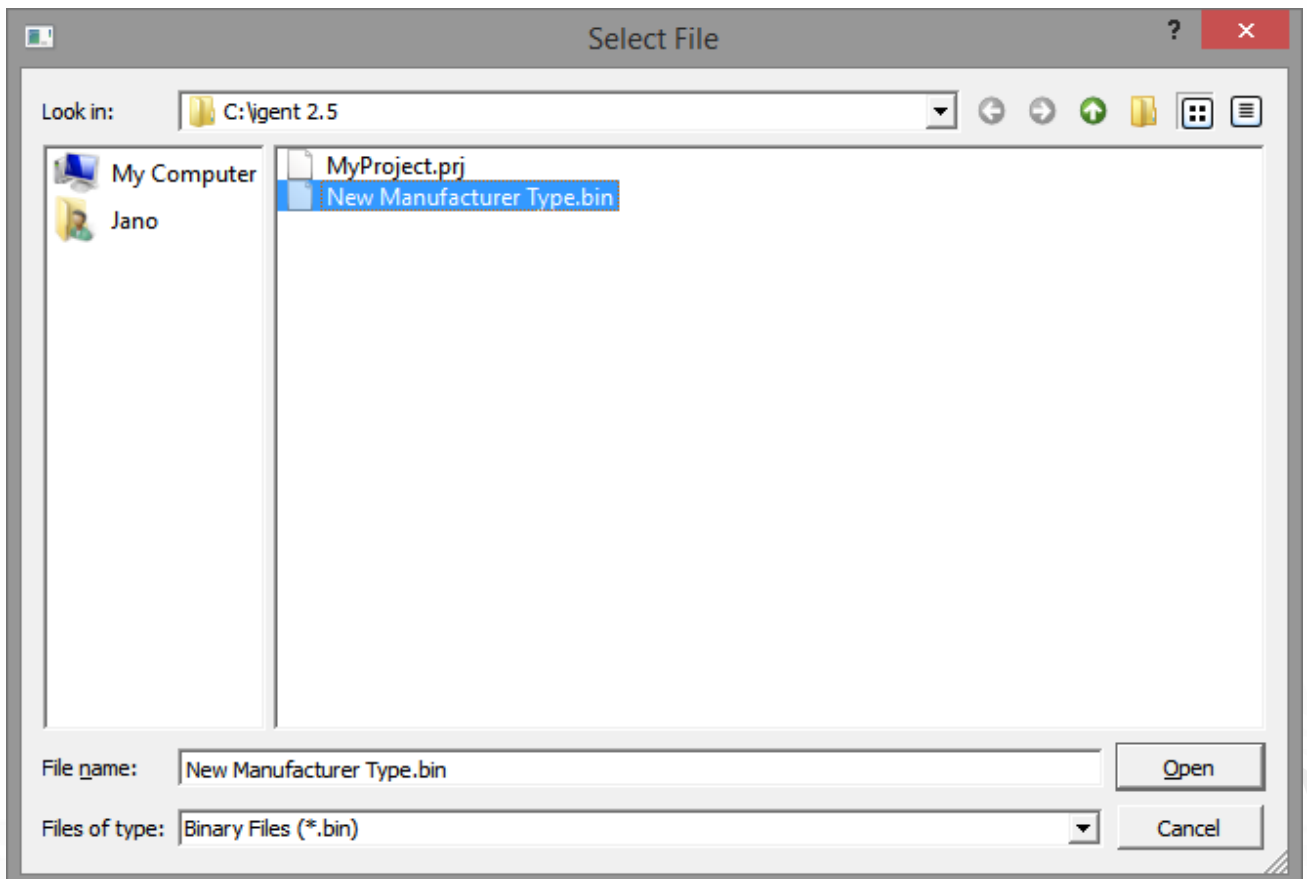 Select File
?
Look in:
C:\igent 2.5
My Computer
Jano
MyProject.prj
New Manufacturer Type.bin
File name:
New Manufacturer Type.bin
Open
Files of type:
Binary Files (*.bin)
Cancel